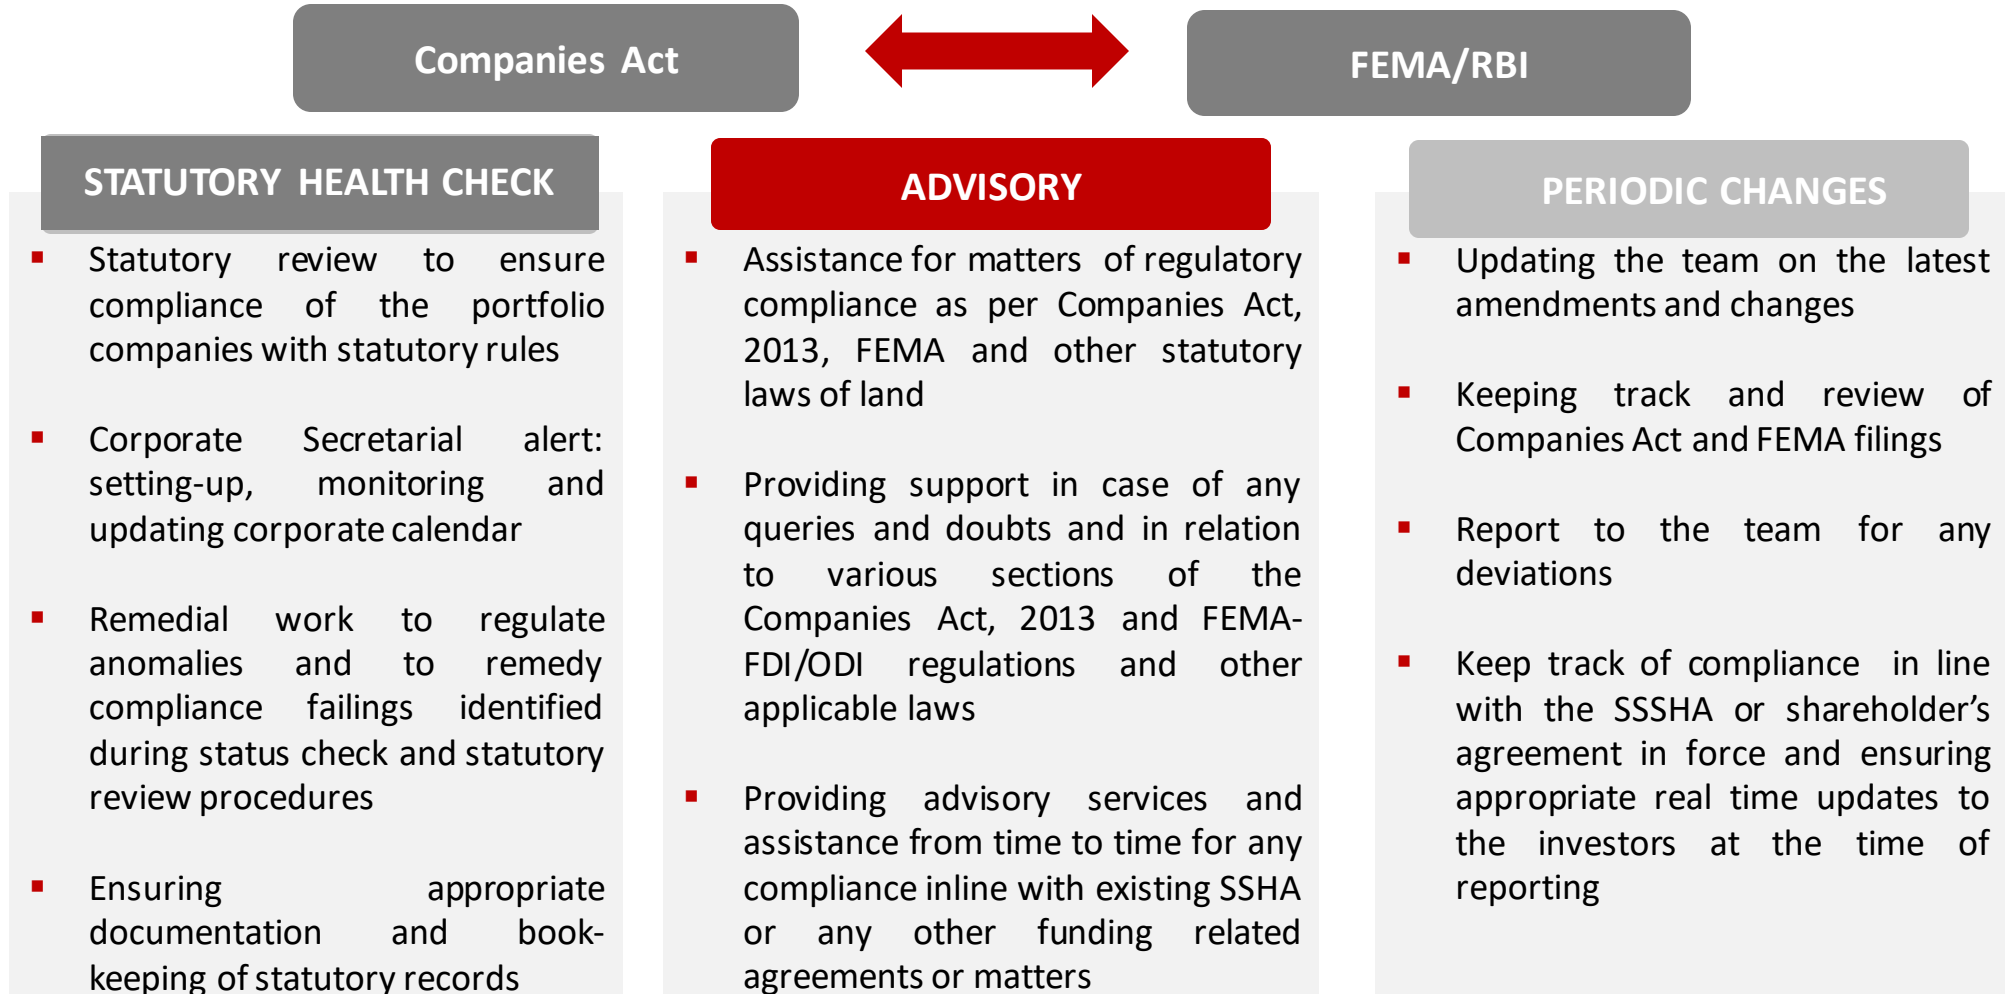 Companies Act
FEMA/RBI
STATUTORY HEALTH CHECK
▪ Statutory review to ensure
compliance of the portfolio
companies with statutory rules
▪ Corporate Secretarial alert:
setting-up, monitoring and
updating corporate calendar
▪ Remedial work to regulate
anomalies and to remedy
compliance failings identified
during status check and statutory
review procedures
▪ Ensuring appropriate
documentation and book-
keeping of statutory records
ADVISORY
▪ Assistance for matters of regulatory
compliance as per Companies Act,
2013, FEMA and other statutory
laws of land
▪ Providing support in case of any
queries and doubts and in relation
to various sections of the
Companies Act, 2013 and FEMA-
FDI/ODI regulations and other
applicable laws
▪ Providing advisory services and
assistance from time to time for any
compliance inline with existing SSHA
or any other funding related
agreements or matters
PERIODIC CHANGES
▪ Updating the team on the latest
amendments and changes
▪ Keeping track and review of
Companies Act and FEMA filings
▪ Report to the team for any
deviations
▪ Keep track of compliance in line
with the SSSHA or shareholder’s
agreement in force and ensuring
appropriate real time updates to
the investors at the time of
reporting